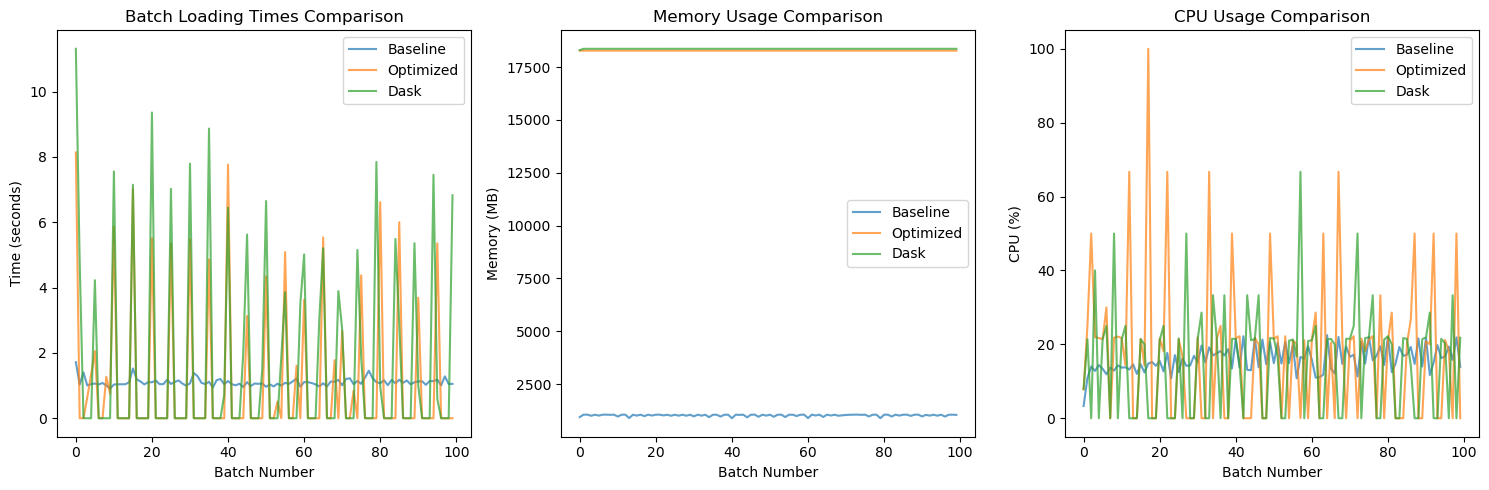 Batch Loading Times Comparison
Time (seconds)
10
8
6
4
2
0
0 20 40 60 80 100
Batch Number
Baseline
Optimized
Dask
Memory Usage Comparison
Memory (MB)
17500
15000
12500
10000
7500
5000
2500
0 20 40 60 80 100
Batch Number
Baseline
Optimized
Dask
CPU Usage Comparison
CPU (%)
100
80
60
40
20
0
0 20 40 60 80 100
Batch Number
Baseline
Optimized
Dask